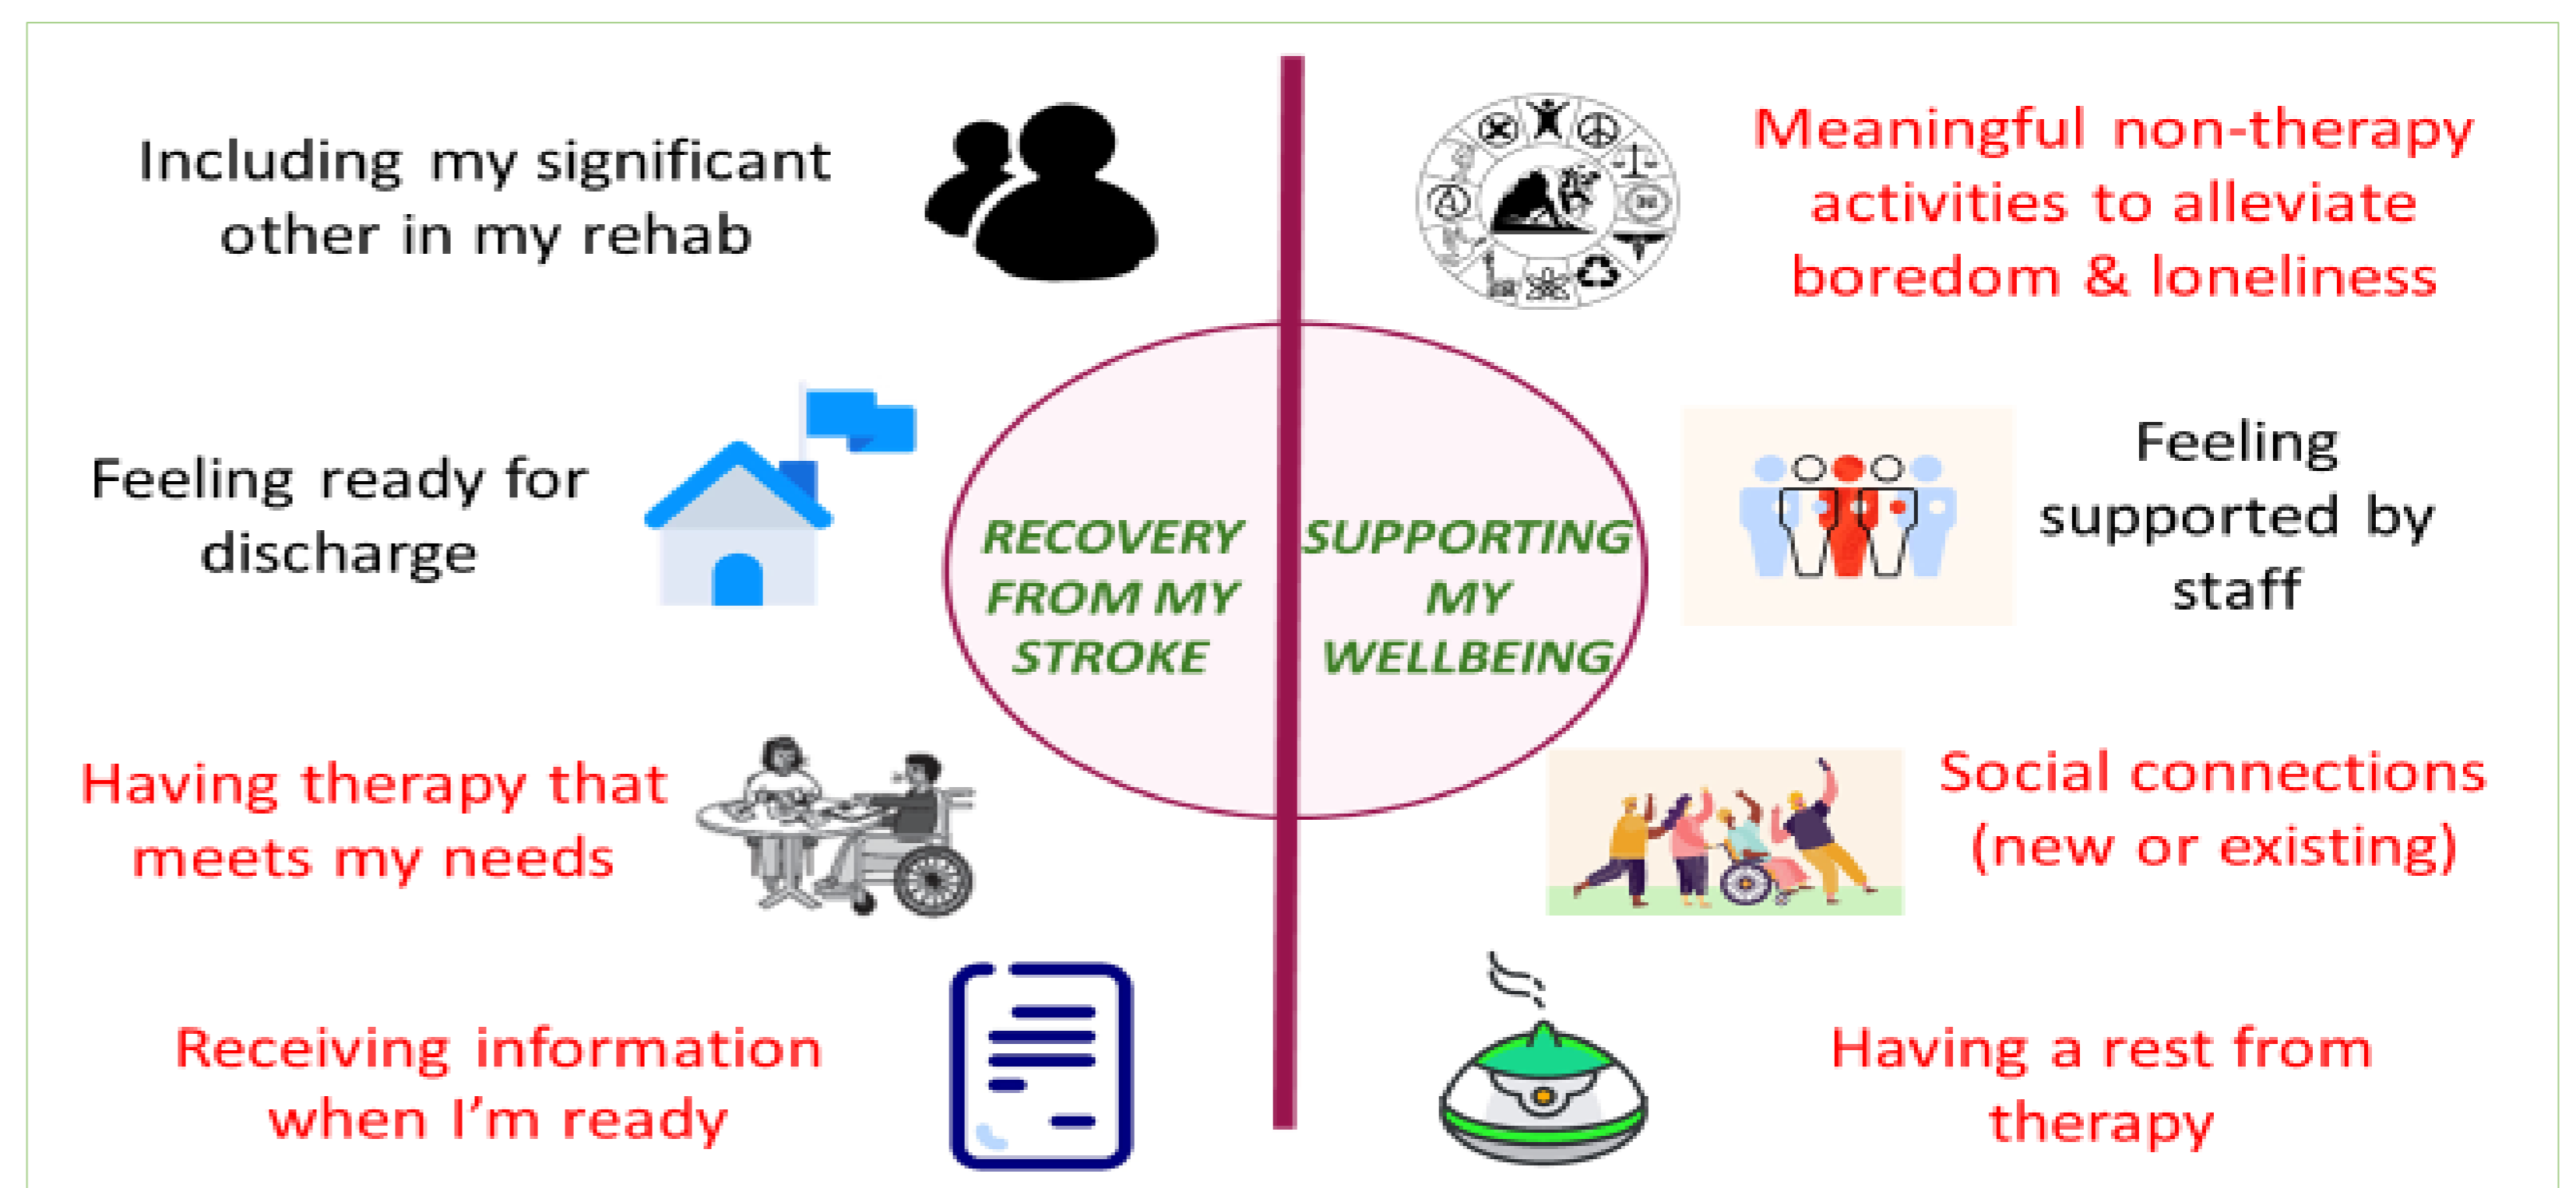 Including my significant
other in my rehab
Feeling ready for
discharge
Having therapy that
meets my needs
Receiving information
when I'm ready
RECOVERY
FROM MY
STROKE
SUPPORTING
MY
WELLBEING
Meaningful non-therapy
activities to alleviate
boredom & loneliness
Feeling
supported by
staff
Social connections
(new or existing)
Having a rest from
therapy